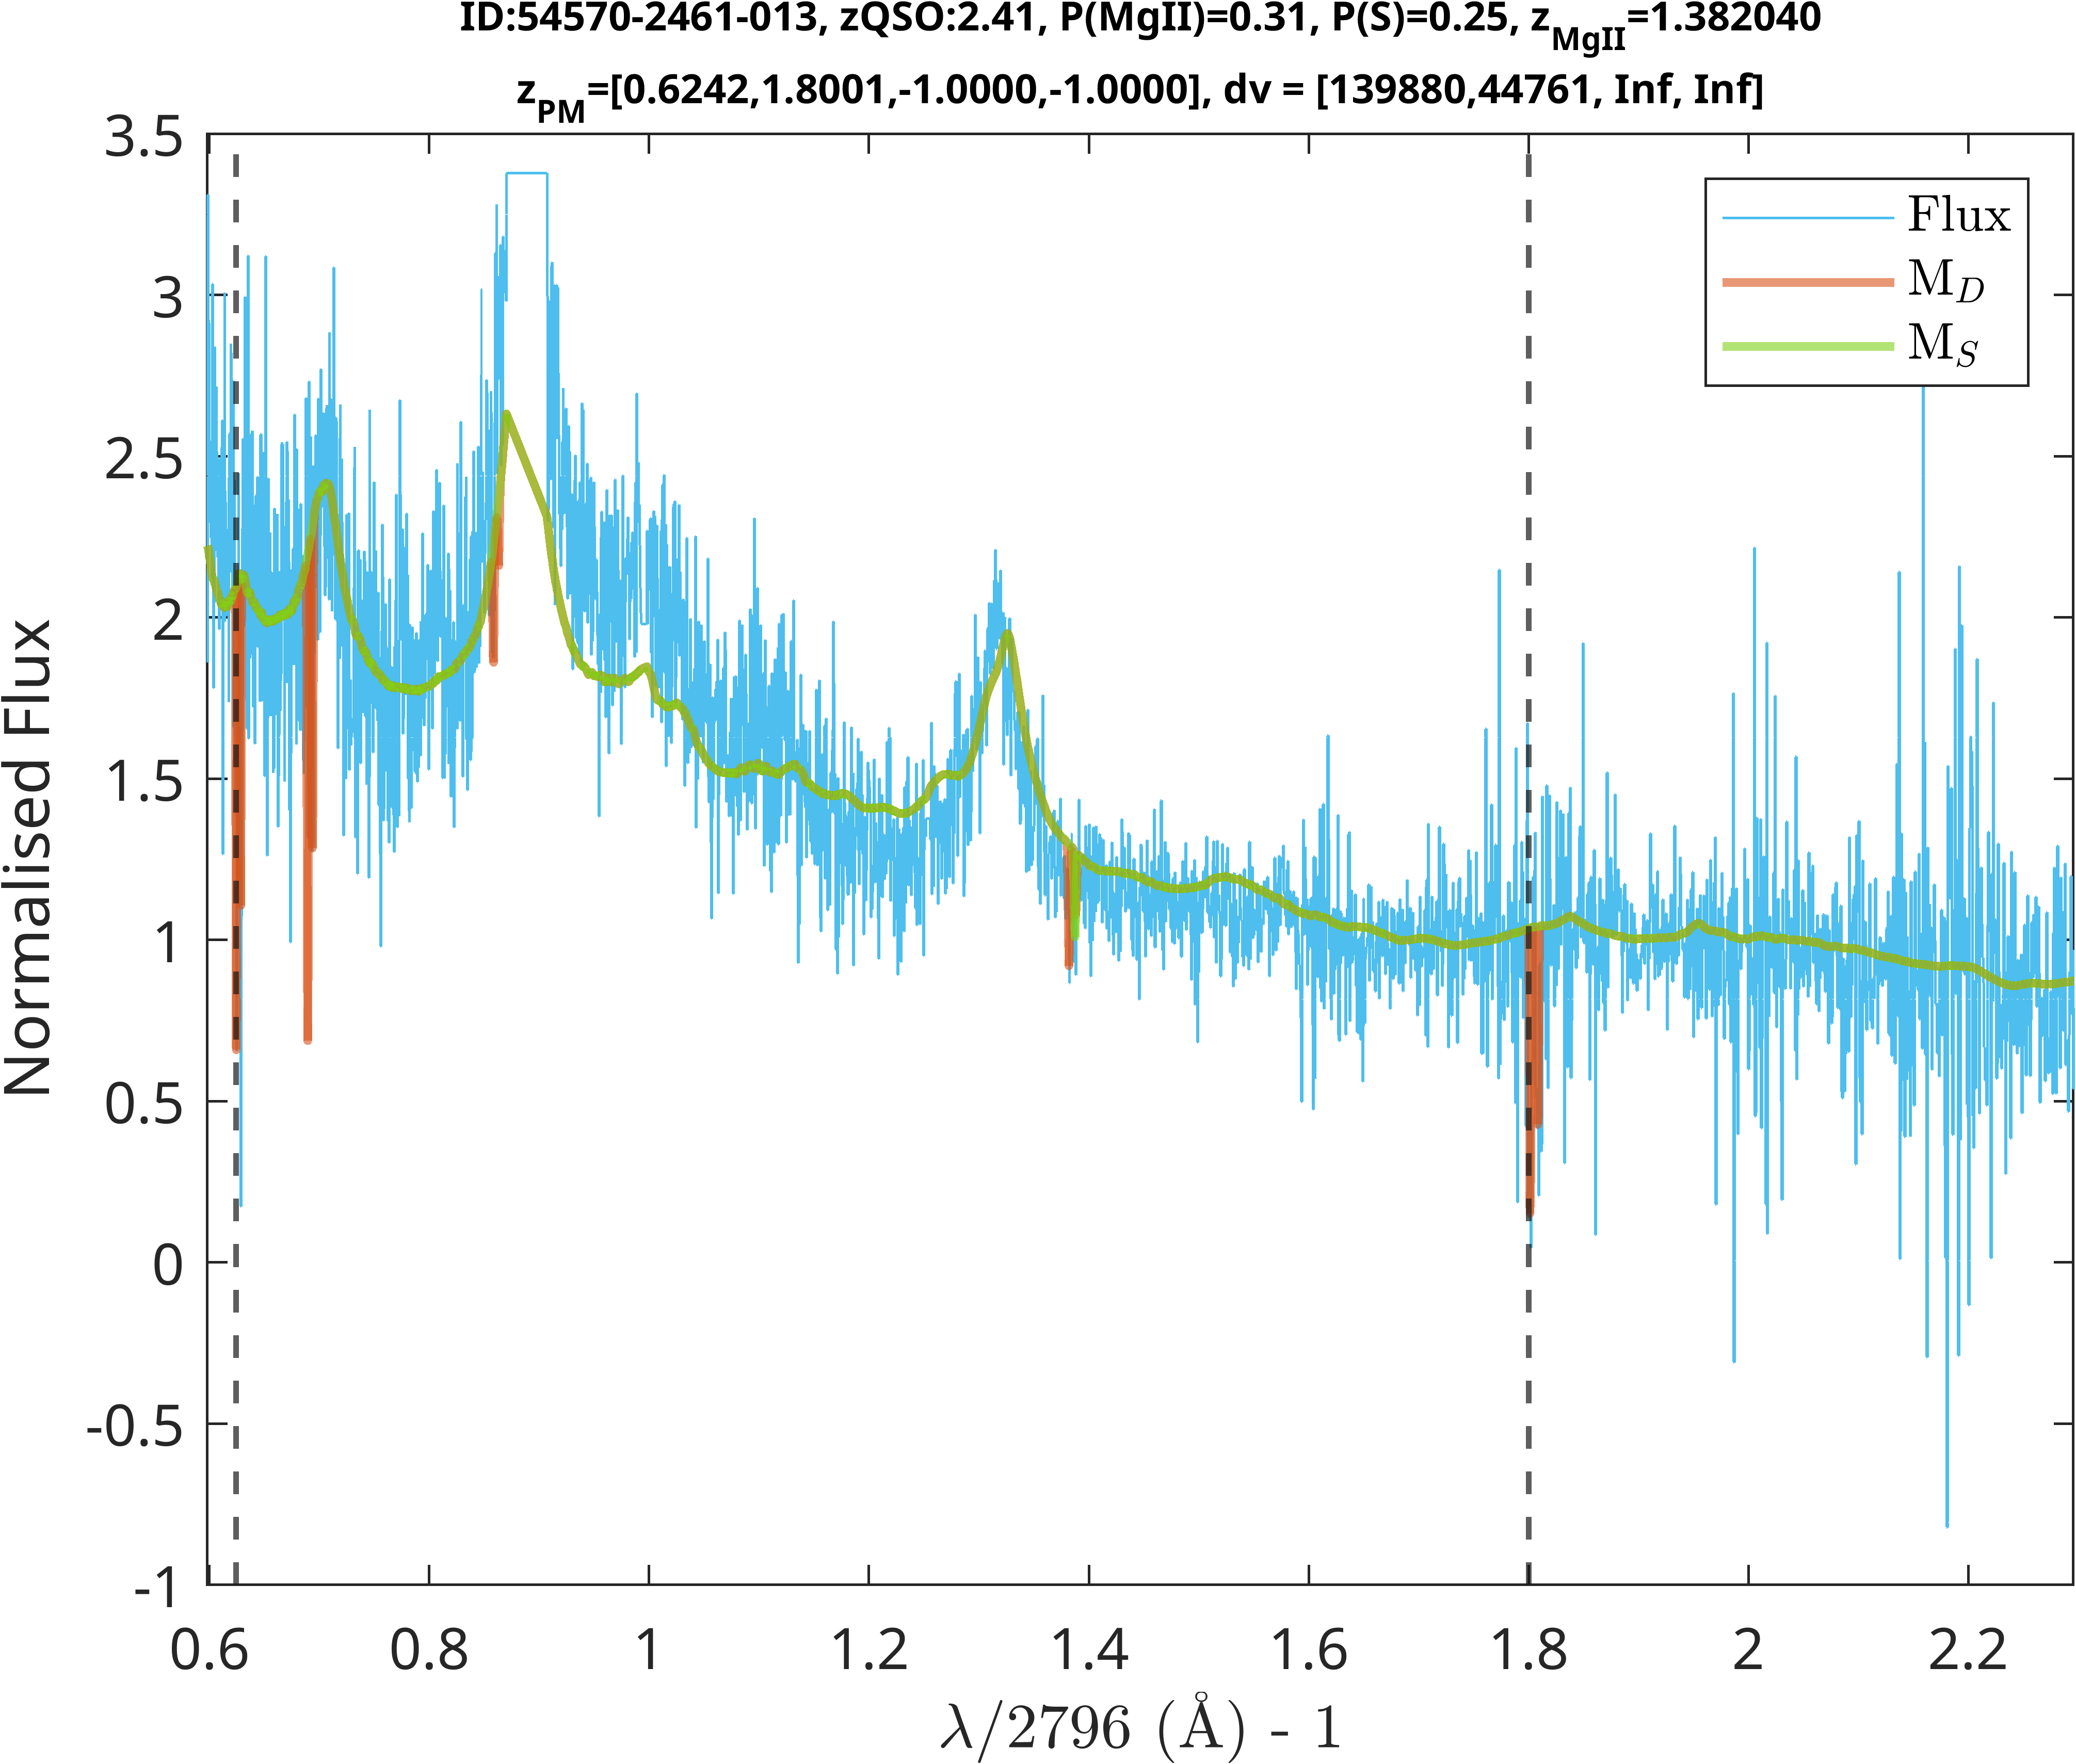 ID:54570-2461-013, zQSO:2.41, P(MgII)=0.31, P(S)=0.25, zMgII=1.382040
zPM=[0.6242,1.8001,-1.0000,-1.0000], dv = [139880,44761, Inf, Inf]
3.5
3
2.5
2
1.5
1
0.5
0
-0.5
-1
Normalised Flux
Flux
MD
MS
0.6
0.8
1
1.2
1.4
1.6
1.8
2
2.2
λ/2796 (Å) - 1